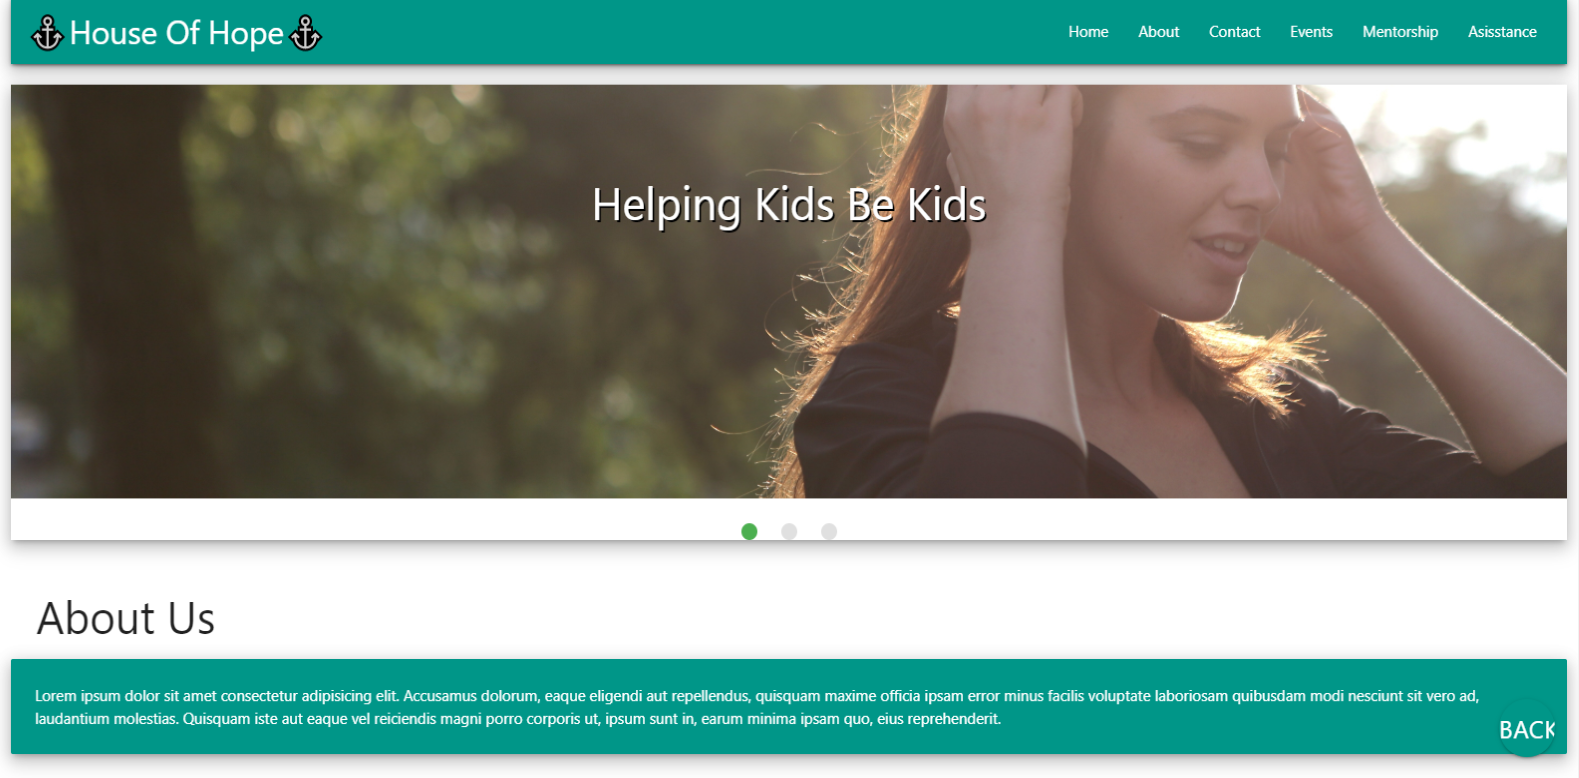 House Of Hope
Home About Contact Events Mentorship Asisstance
Helping Kids Be Kids
About Us
Lorem ipsum dolor sit amet consectetur adipisicing elit. Accusamus dolorum, eaque eligendi aut repellendus, quisquam maxime officia ipsam error minus facilis voluptate laboriosam quibusdam modi nesciunt sit vero ad,
laudantium molestias. Quisquam iste aut eaque vel reiciendis magni porro corporis ut, ipsum sunt in, earum minima ipsam quo, eius reprehenderit.
BACK